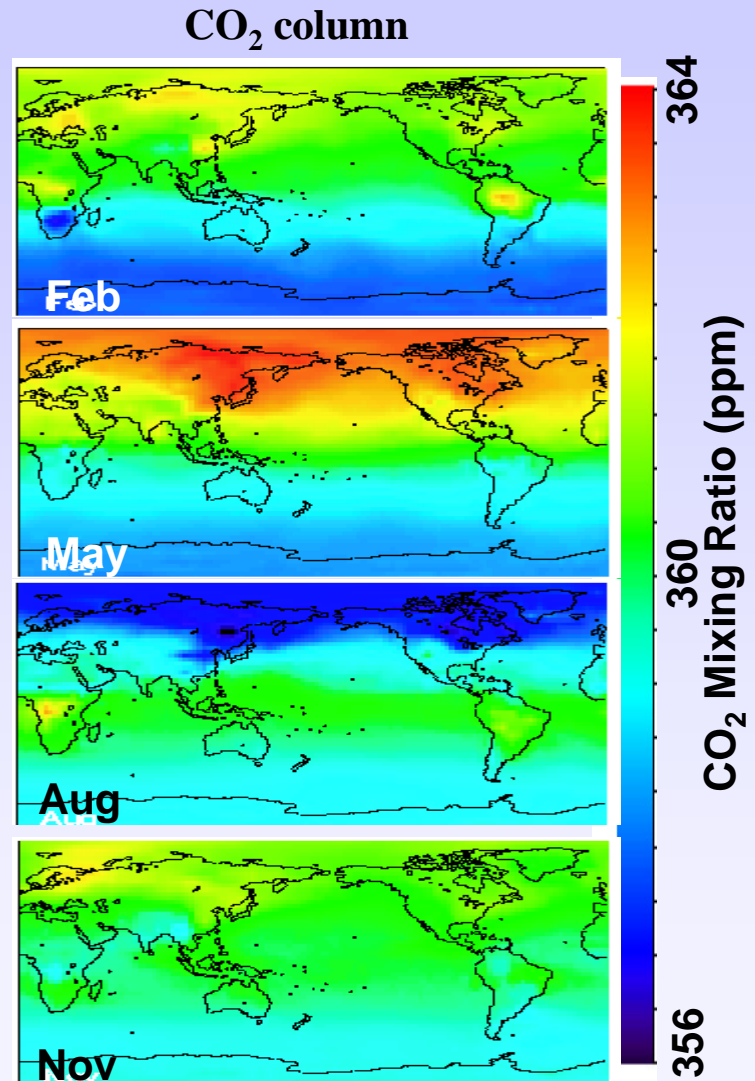 CO₂ column
Feb
May
Aug
Nov
364
360
356
CO₂ Mixing Ratio (ppm)